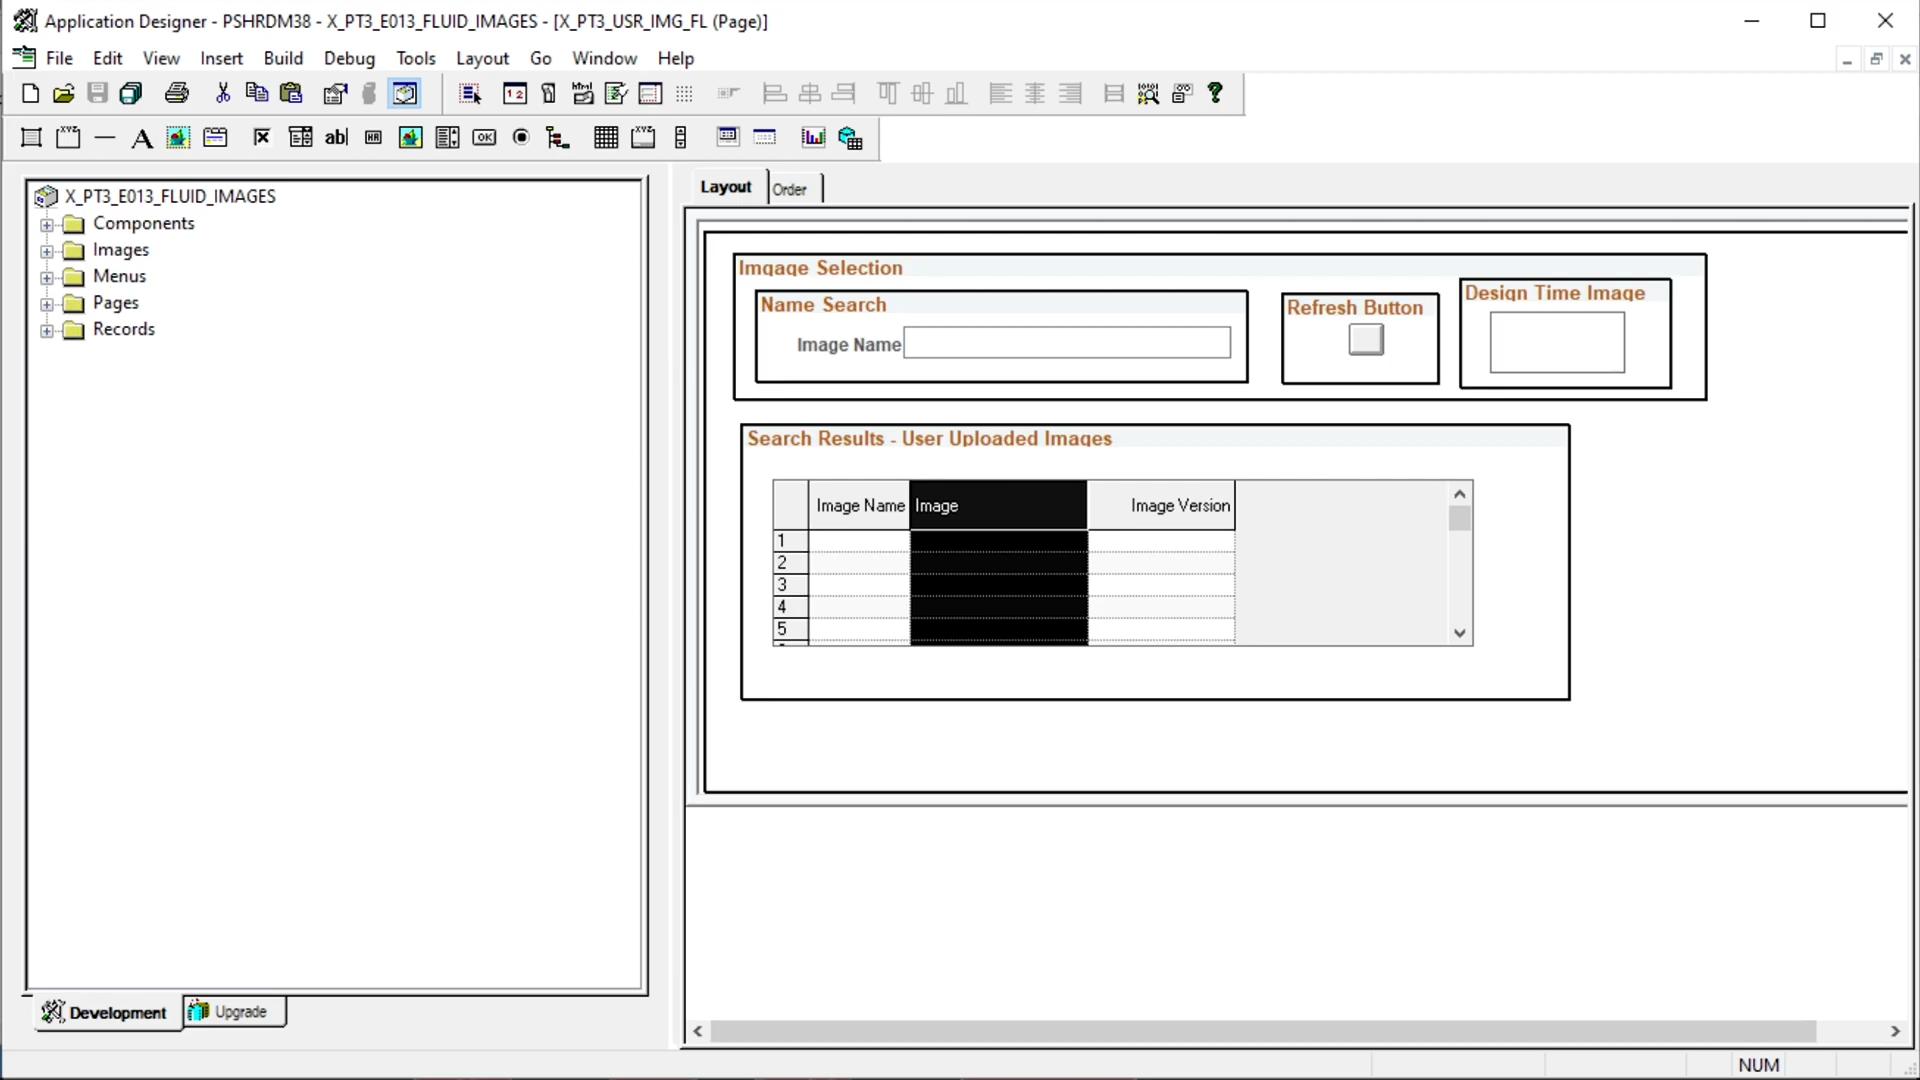 Application Designer - PSHRDM38 - X_PT3_E013_FLUID_IMAGES - [X_PT3_USR_IMG_FL (Page)]
File Edit View Insert Build Debug Tools Layout Go Window Help
X_PT3_E013_FLUID_IMAGES
Components
Images
Menus
Pages
Records
Development Upgrade
Layout Order
Imgage Selection
Name Search
Image Name
Refresh Button
Design Time Image
Search Results - User Uploaded Images
Image Name Image Image Version
1
2
3
4
5
NUM